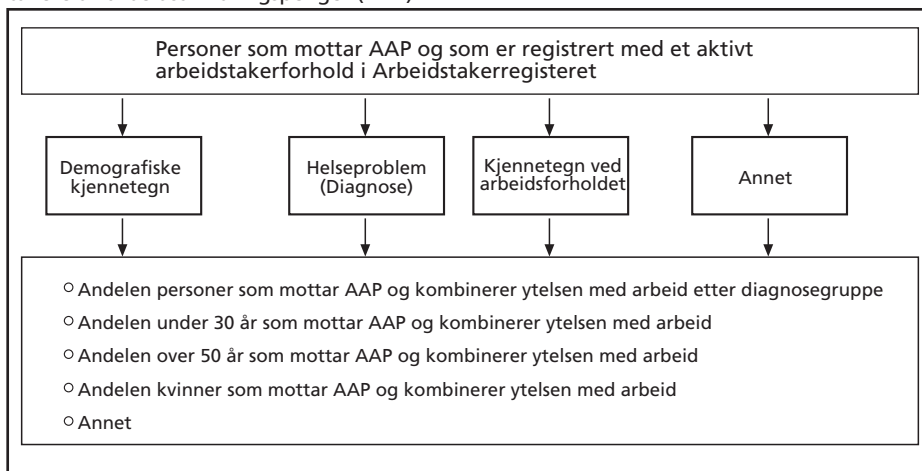 Personer som mottar AAP og som er registrert med et aktivt
arbeidstakerforhold i Arbeidstakerregisteret
Demografiske
kjennetegn
Helseproblem
(Diagnose)
Kjennetegn ved
arbeidsforholdet
Annet
○ Andelen personer som mottar AAP og kombinerer ytelsen med arbeid etter diagnosegruppe
○ Andelen under 30 år som mottar AAP og kombinerer ytelsen med arbeid
○ Andelen over 50 år som mottar AAP og kombinerer ytelsen med arbeid
○ Andelen kvinner som mottar AAP og kombinerer ytelsen med arbeid
○ Annet